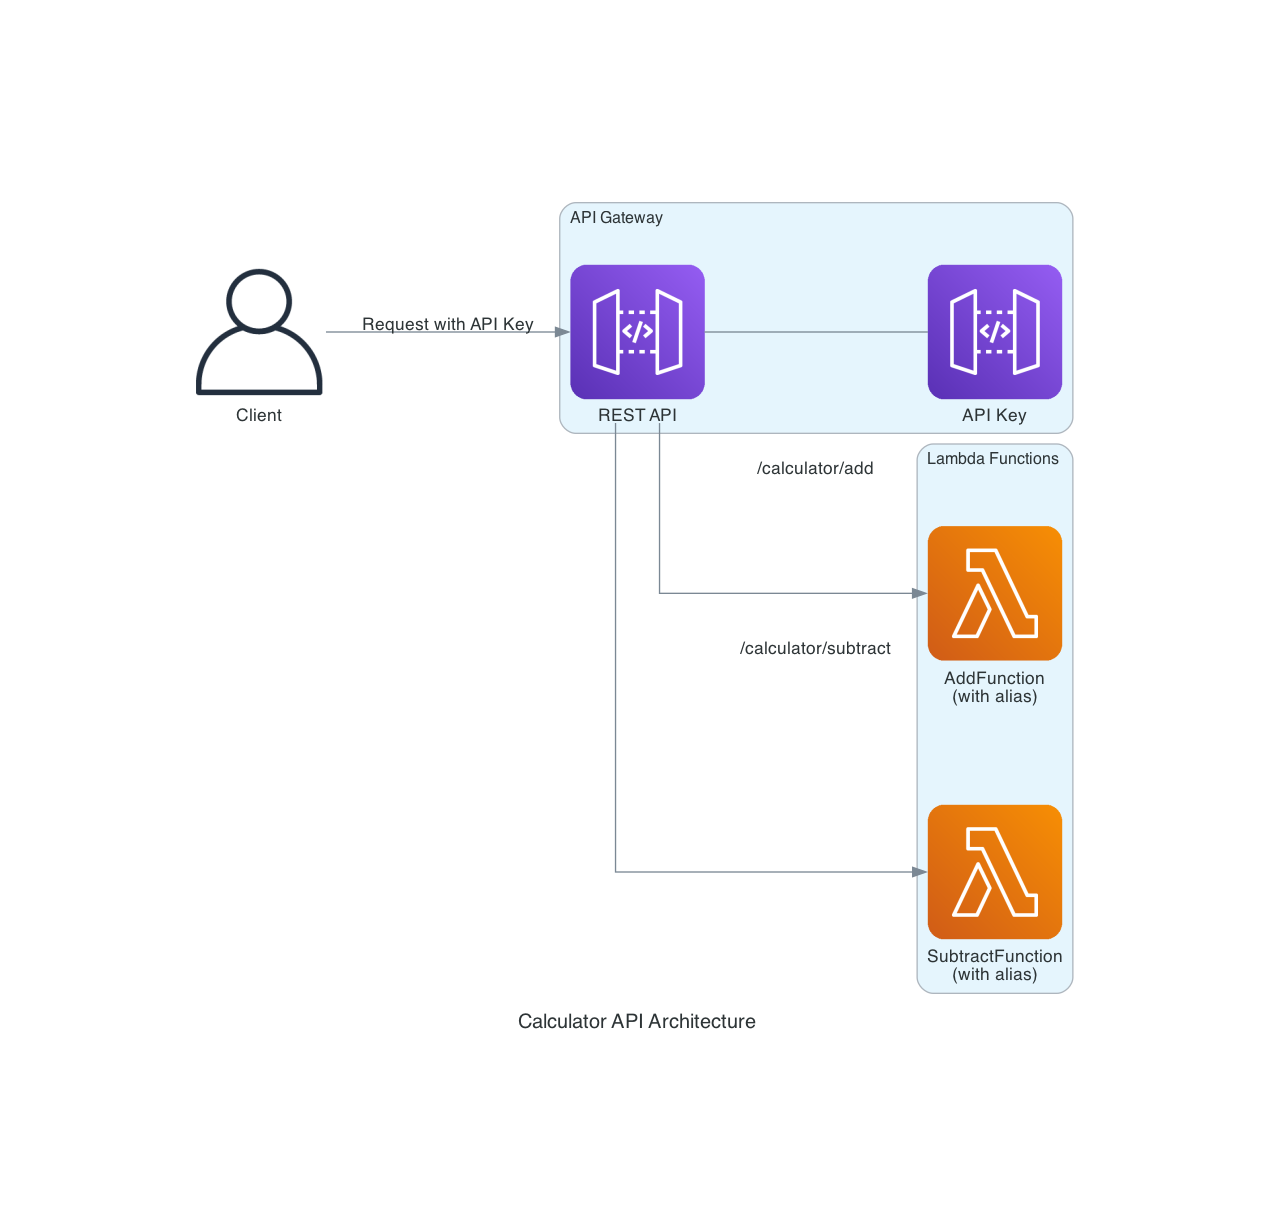 API Gateway
Request with API Key
Client
REST API
API Key
/calculator/add
Lambda Functions
/calculator/subtract
AddFunction
(with alias)
SubtractFunction
(with alias)
Calculator API Architecture